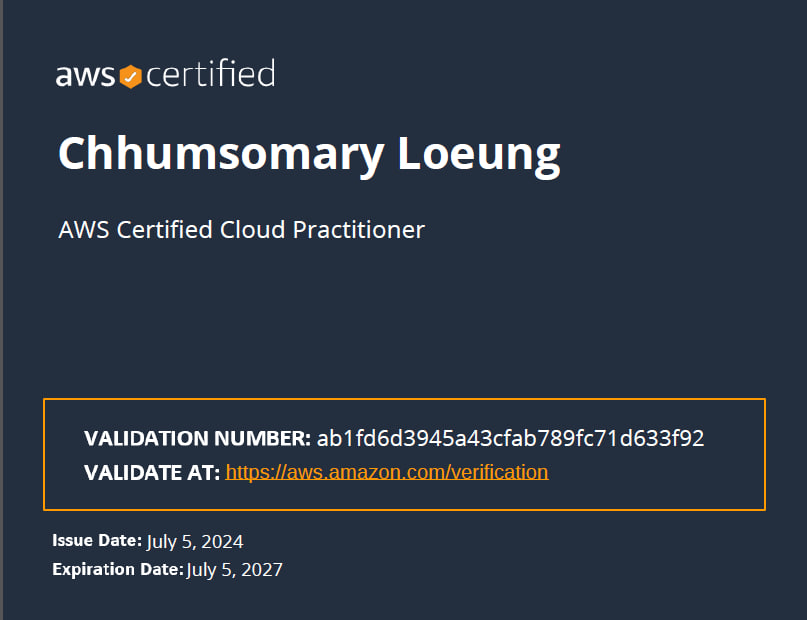 aws certified
Chhumsomary Loeung
AWS Certified Cloud Practitioner
VALIDATION NUMBER: ab1fd6d3945a43cfab789fc71d633f92
VALIDATE AT: https://aws.amazon.com/verification
Issue Date: July 5, 2024
Expiration Date: July 5, 2027